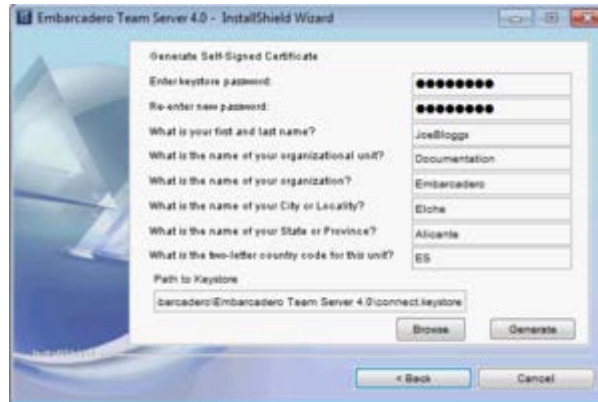 Embarcadero Team Server 4.0 - InstallShield Wizard
Generate Self-Signed Certificate
Enter keystore password:
Re-enter new password:
What is your first and last name? JoeBloggs
What is the name of your organizational unit? Documentation
What is the name of your organization? Embarcadero
What is the name of your City or Locality? Elche
What is the name of your State or Province? Alicante
What is the two-letter country code for this unit? ES
Path to Keystore
barcadero\Embarcadero Team Server 4.0\connect.keystore
Browse Generate
InstallShield
< Back Cancel